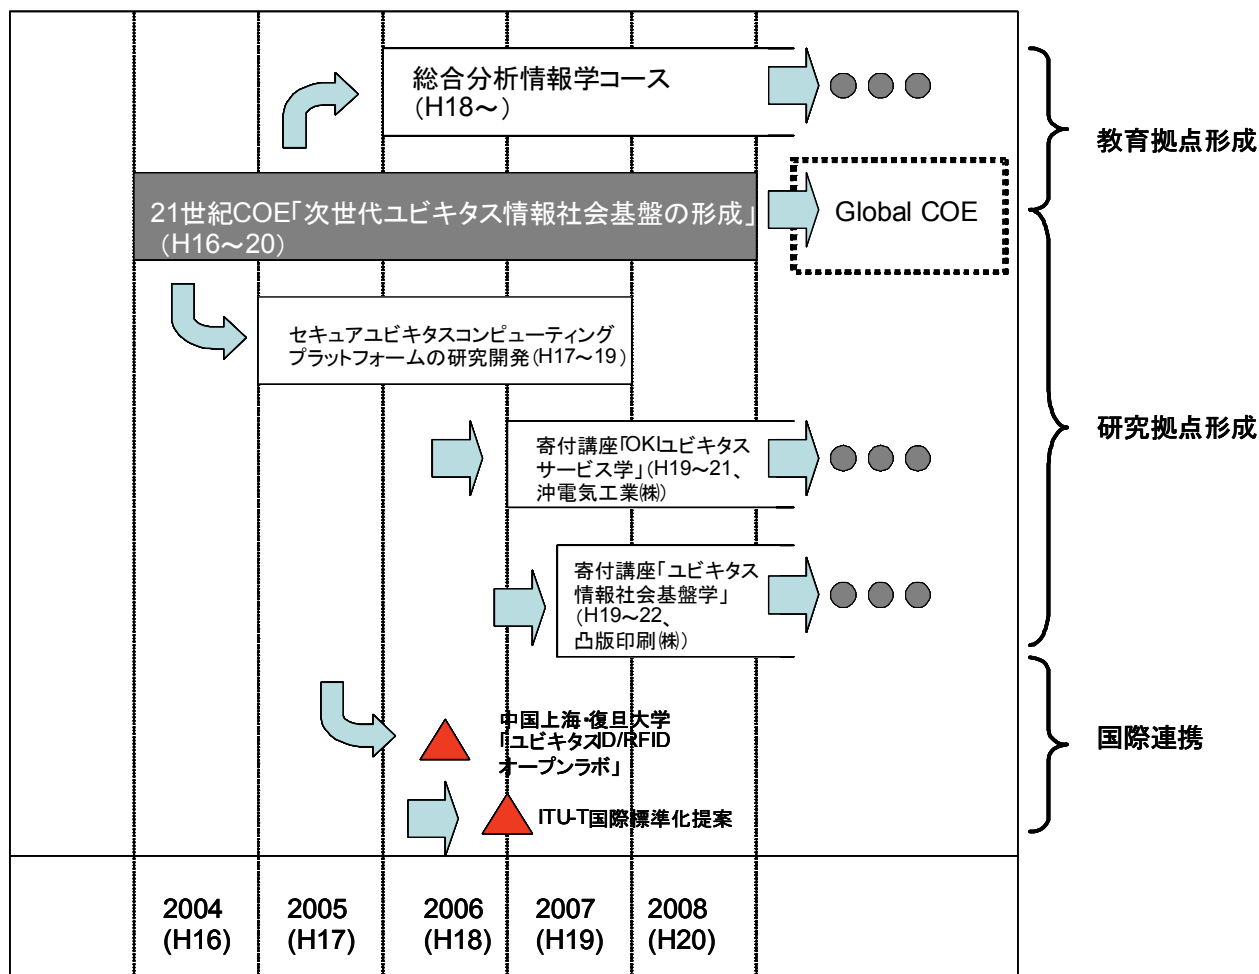 総合分析情報学コース
(H18～)
教育拠点形成
21世紀COE「次世代ユビキタス情報社会基盤の形成」
(H16～20)
Global COE
セキュアユビキタスコンピューティング
プラットフォームの研究開発(H17～19)
寄付講座「OKIユビキタス
サービス学」(H19～21、
沖電気工業㈱)
研究拠点形成
寄付講座「ユビキタス
情報社会基盤学」
(H19～22、
凸版印刷㈱)
中国上海・復旦大学
「ユビキタスID/RFID
オープンラボ」
国際連携
ITU-T国際標準化提案
2004 2005 2006 2007 2008
(H16) (H17) (H18) (H19) (H20)